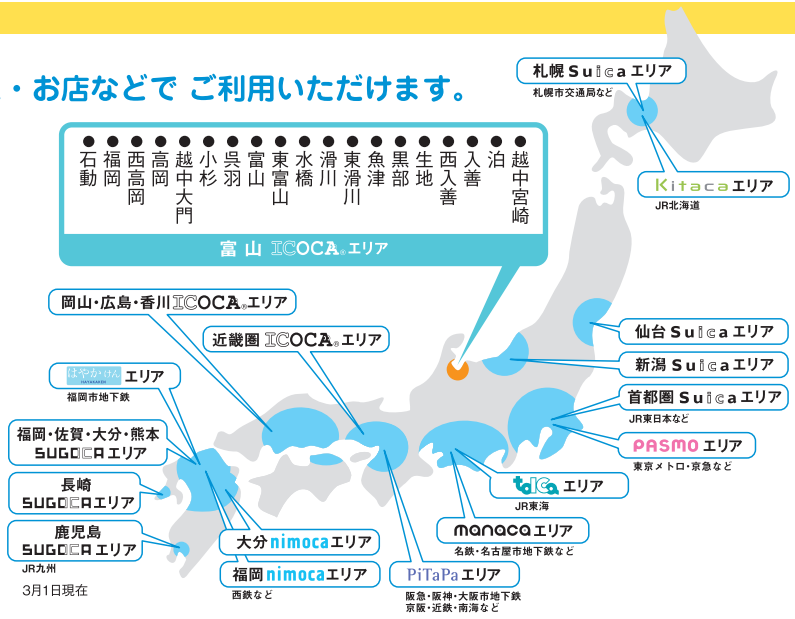 ・お店などで ご利用いただけます。
札幌Suicaエリア
札幌市交通局など
石動
福岡
西高岡
高岡
越中大門
小杉
呉羽
富山
東富山
水橋
滑川
東滑川
魚津
黒部
生地
西入善
入善
泊
越中宮崎
富山 ICOCA®エリア
Kitacaエリア
JR北海道
岡山・広島・香川ICOCA®エリア
近畿圏 ICOCA®エリア
仙台Suicaエリア
新潟Suicaエリア
首都圏Suicaエリア
JR東日本など
PASMOエリア
東京メトロ・京急など
はやかけん エリア
HAYAKAKEN
福岡市地下鉄
福岡・佐賀・大分・熊本
SUGOCAエリア
長崎
SUGOCAエリア
鹿児島
SUGOCAエリア
JR九州
TOICAエリア
JR東海
manacaエリア
名鉄・名古屋市地下鉄など
大分nimocaエリア
福岡nimocaエリア
西鉄など
PiTaPaエリア
阪急・阪神・大阪市地下鉄
京阪・近鉄・南海など
3月1日現在